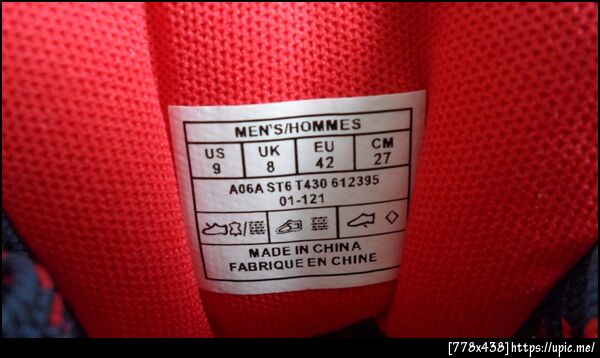 MEN'S/HOMMES
US UK EU CM
9 8 42 27
A06A ST6 T430 612395
01-121
MADE IN CHINA
FABRIQUE EN CHINE
[778x438]https://upic.me/